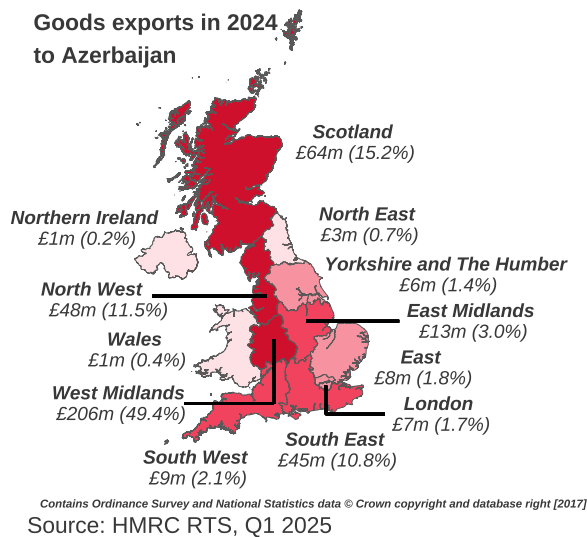 Goods exports in 2024
to Azerbaijan
Scotland
£64m (15.2%)
Northern Ireland
£1m (0.2%)
North East
£3m (0.7%)
Yorkshire and The Humber
£6m (1.4%)
North West
£48m (11.5%)
East Midlands
£13m (3.0%)
Wales
£1m (0.4%)
East
£8m (1.8%)
West Midlands
£206m (49.4%)
London
£7m (1.7%)
South East
£45m (10.8%)
South West
£9m (2.1%)
Contains Ordinance Survey and National Statistics data © Crown copyright and database right [2017]
Source: HMRC RTS, Q1 2025